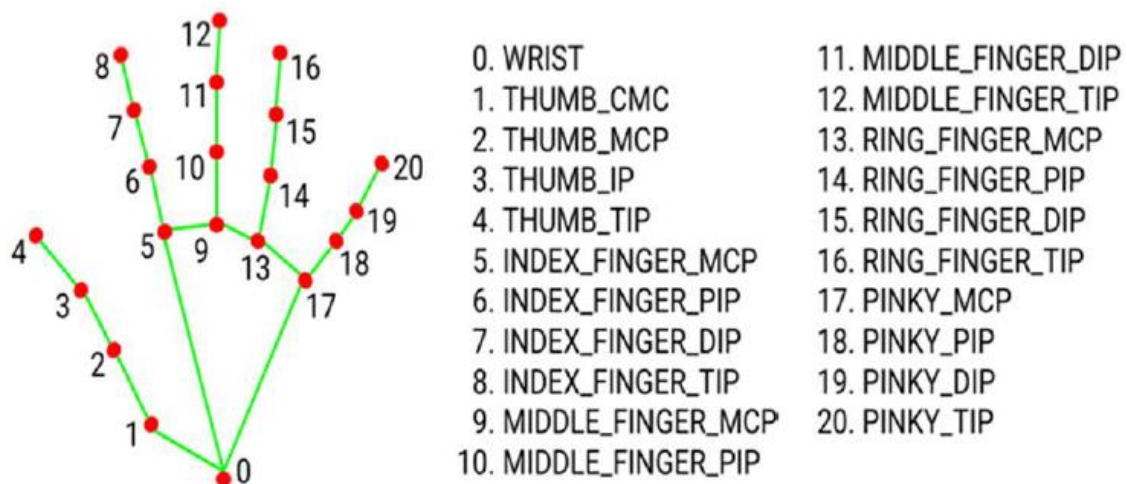 12
8
16
11
7
15
10
6
14
20
19
4
5
9
13
18
3
17
2
1
0
0. WRIST
1. THUMB_CMC
2. THUMB_MCP
3. THUMB_IP
4. THUMB_TIP
5. INDEX_FINGER_MCP
6. INDEX_FINGER_PIP
7. INDEX_FINGER_DIP
8. INDEX_FINGER_TIP
9. MIDDLE_FINGER_MCP
10. MIDDLE_FINGER_PIP
11. MIDDLE_FINGER_DIP
12. MIDDLE_FINGER_TIP
13. RING_FINGER_MCP
14. RING_FINGER_PIP
15. RING_FINGER_DIP
16. RING_FINGER_TIP
17. PINKY_MCP
18. PINKY_PIP
19. PINKY_DIP
20. PINKY_TIP